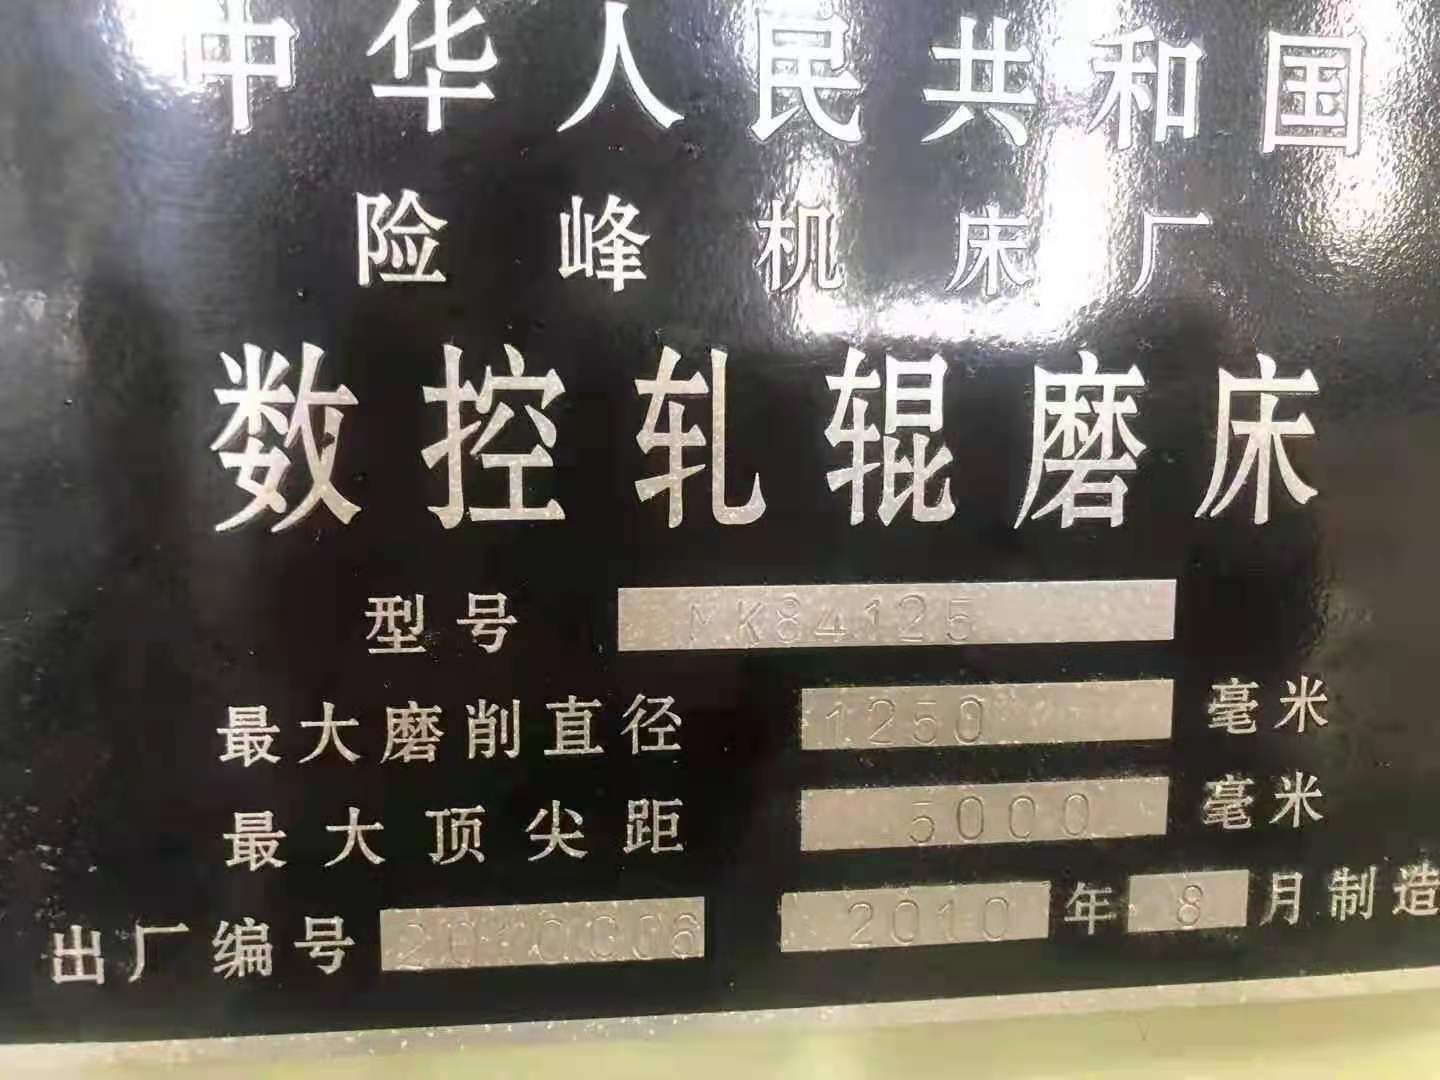 中华人民共和国
险峰机床厂
数控轧辊磨床
型号 MK84125
最大磨削直径 1250 毫米
最大顶尖距 5000 毫米
出厂编号 2010006 2010 年 8 月制造